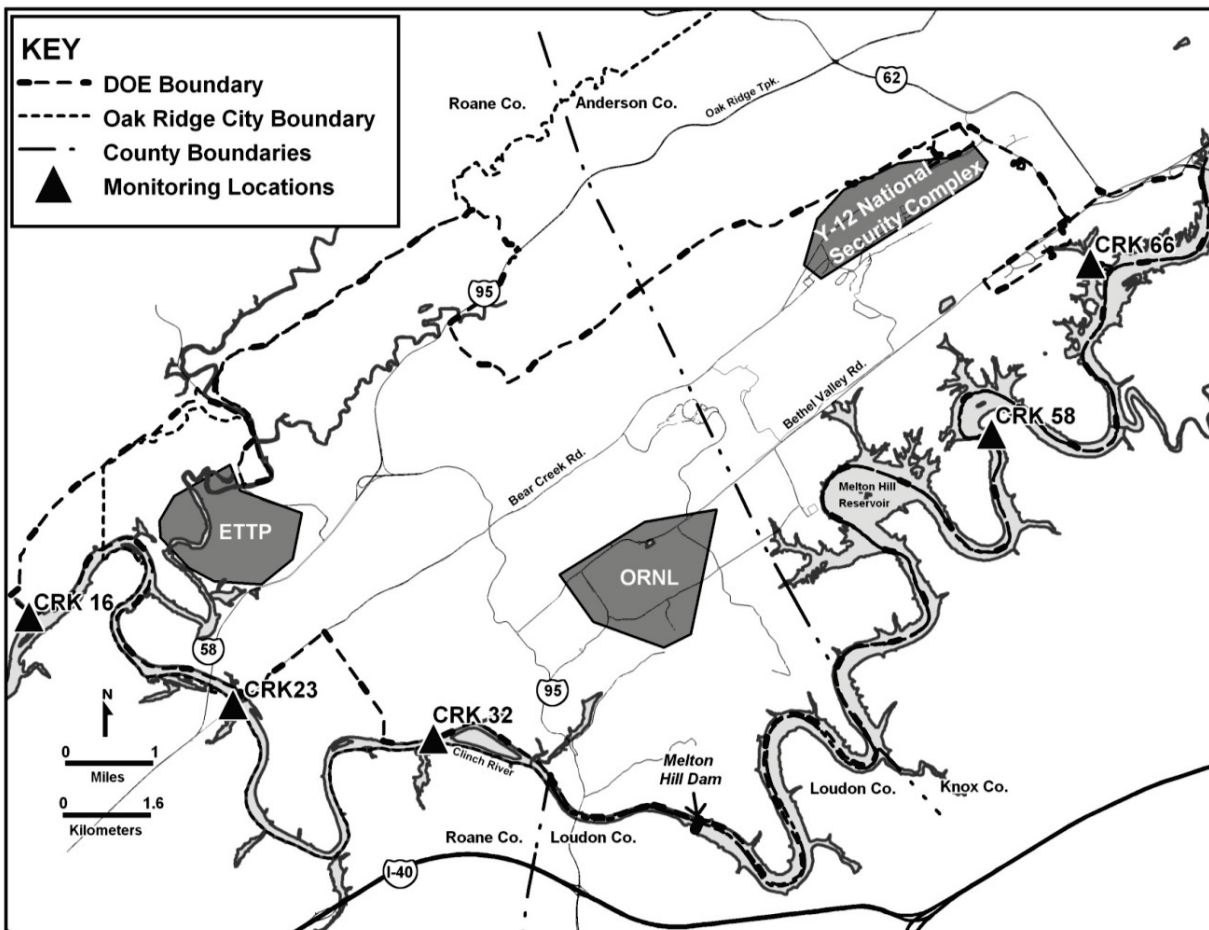 KEY
DOE Boundary
Oak Ridge City Boundary
County Boundaries
Monitoring Locations
Roane Co.
Anderson Co.
Oak Ridge Tpk.
62
Y-12 National
Security Complex
CRK 66
95
CRK 58
Bethel Valley Rd.
Bear Creek Rd.
Melton Hill
Reservoir
ETTP
ORNL
CRK 16
58
CRK23
95
CRK 32
Clinch River
N
0 1
Miles
0 1.6
Kilometers
Melton
Hill Dam
Loudon Co.
Knox Co.
Roane Co.
Loudon Co.
I-40